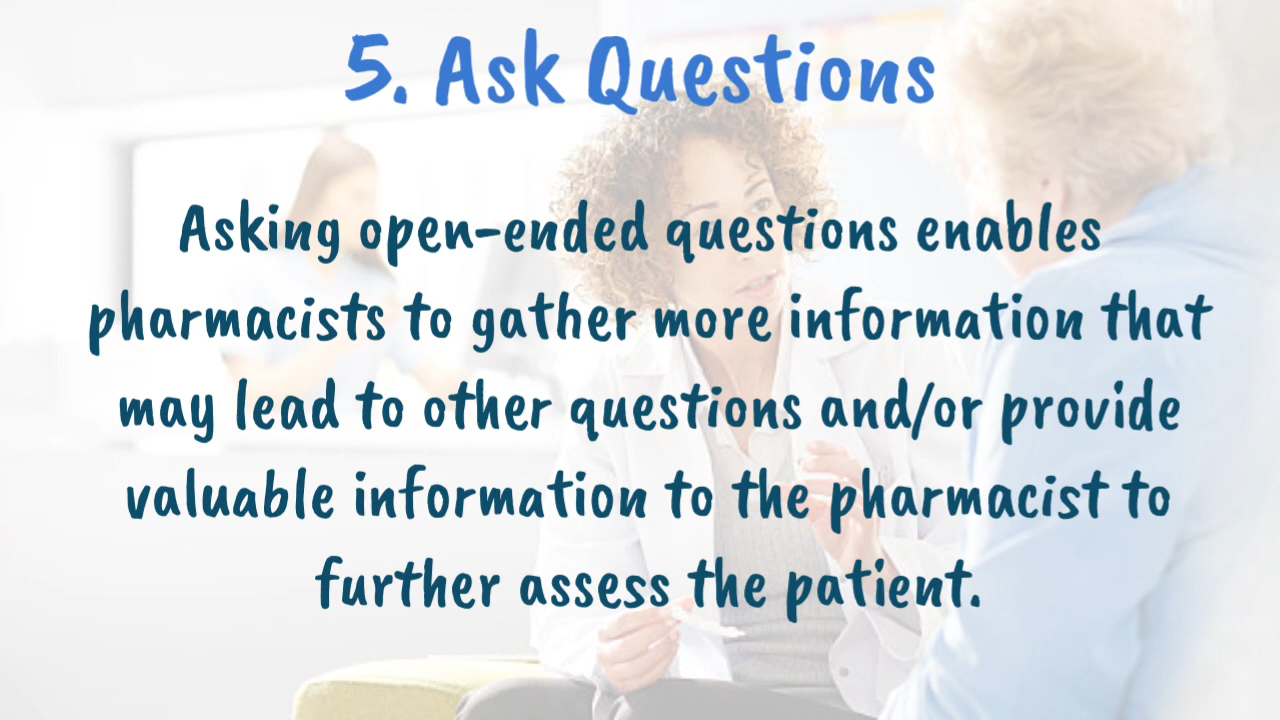 5. Ask Questions
Asking open-ended questions enables
pharmacists to gather more information that
may lead to other questions and/or provide
valuable information to the pharmacist to
further assess the patient.